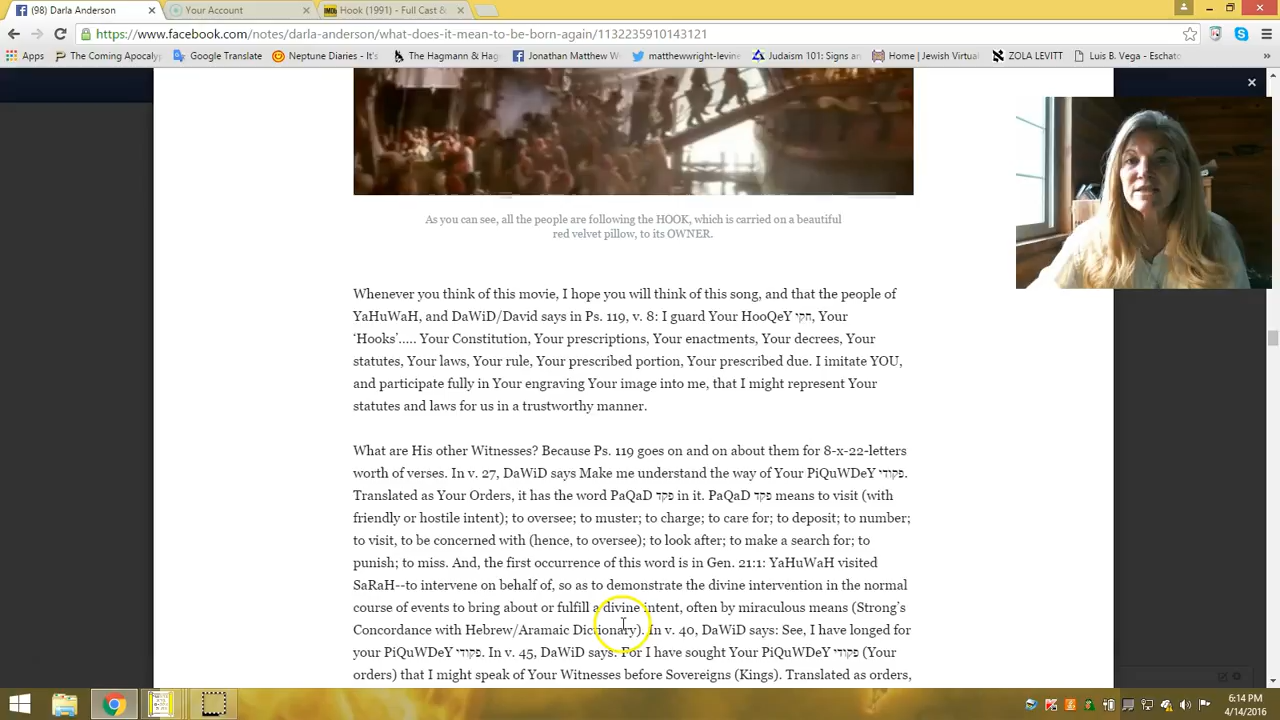 (98) Darla Anderson
Your Account
Hook (1991) - Full Cast &
https://www.facebook.com/notes/darla-anderson/what-does-it-mean-to-be-born-again/1132235910143121
The Coming Apocalyp
Google Translate
Neptune Diaries - It's
The Hagmann & Hag
Jonathan Matthew W
matthewwright-levine
Judaism 101: Signs an
Home | Jewish Virtual
ZOLA LEVITT
Luis B. Vega - Eschato
As you can see, all the people are following the HOOK, which is carried on a beautiful
red velvet pillow, to its OWNER.
Whenever you think of this movie, I hope you will think of this song, and that the people of
YaHuWaH, and DaWiD/David says in Ps. 119, v. 8: I guard Your HooQeY חקי, Your
‘Hooks’..... Your Constitution, Your prescriptions, Your enactments, Your decrees, Your
statutes, Your laws, Your rule, Your prescribed portion, Your prescribed due. I imitate YOU,
and participate fully in Your engraving Your image into me, that I might represent Your
statutes and laws for us in a trustworthy manner.
What are His other Witnesses? Because Ps. 119 goes on and on about them for 8-x-22-letters
worth of verses. In v. 27, DaWiD says Make me understand the way of Your PiQuWDeY פקודי.
Translated as Your Orders, it has the word PaQaD פקד in it. PaQaD פקד means to visit (with
friendly or hostile intent); to oversee; to muster; to charge; to care for; to deposit; to number;
to visit, to be concerned with (hence, to oversee); to look after; to make a search for; to
punish; to miss. And, the first occurrence of this word is in Gen. 21:1: YaHuWaH visited
SaRaH--to intervene on behalf of, so as to demonstrate the divine intervention in the normal
course of events to bring about or fulfill a divine intent, often by miraculous means (Strong's
Concordance with Hebrew/Aramaic Dictionary). In v. 40, DaWiD says: See, I have longed for
your PiQuWDeY פקודי. In v. 45, DaWiD says: For I have sought Your PiQuWDeY פקודי (Your
orders) that I might speak of Your Witnesses before Sovereigns (Kings). Translated as orders,
6:14 PM
4/14/2016